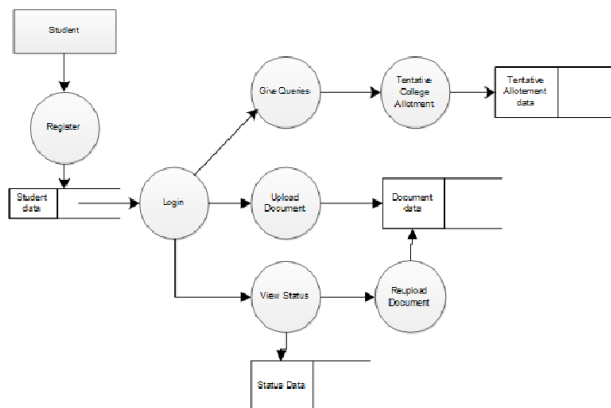 Student
Register
Student
data
Login
Give Queries
Tentative
College
Allotment
Tentative
Allotement
data
Upload
Document
Document
data
View Status
Reupload
Document
Status Data